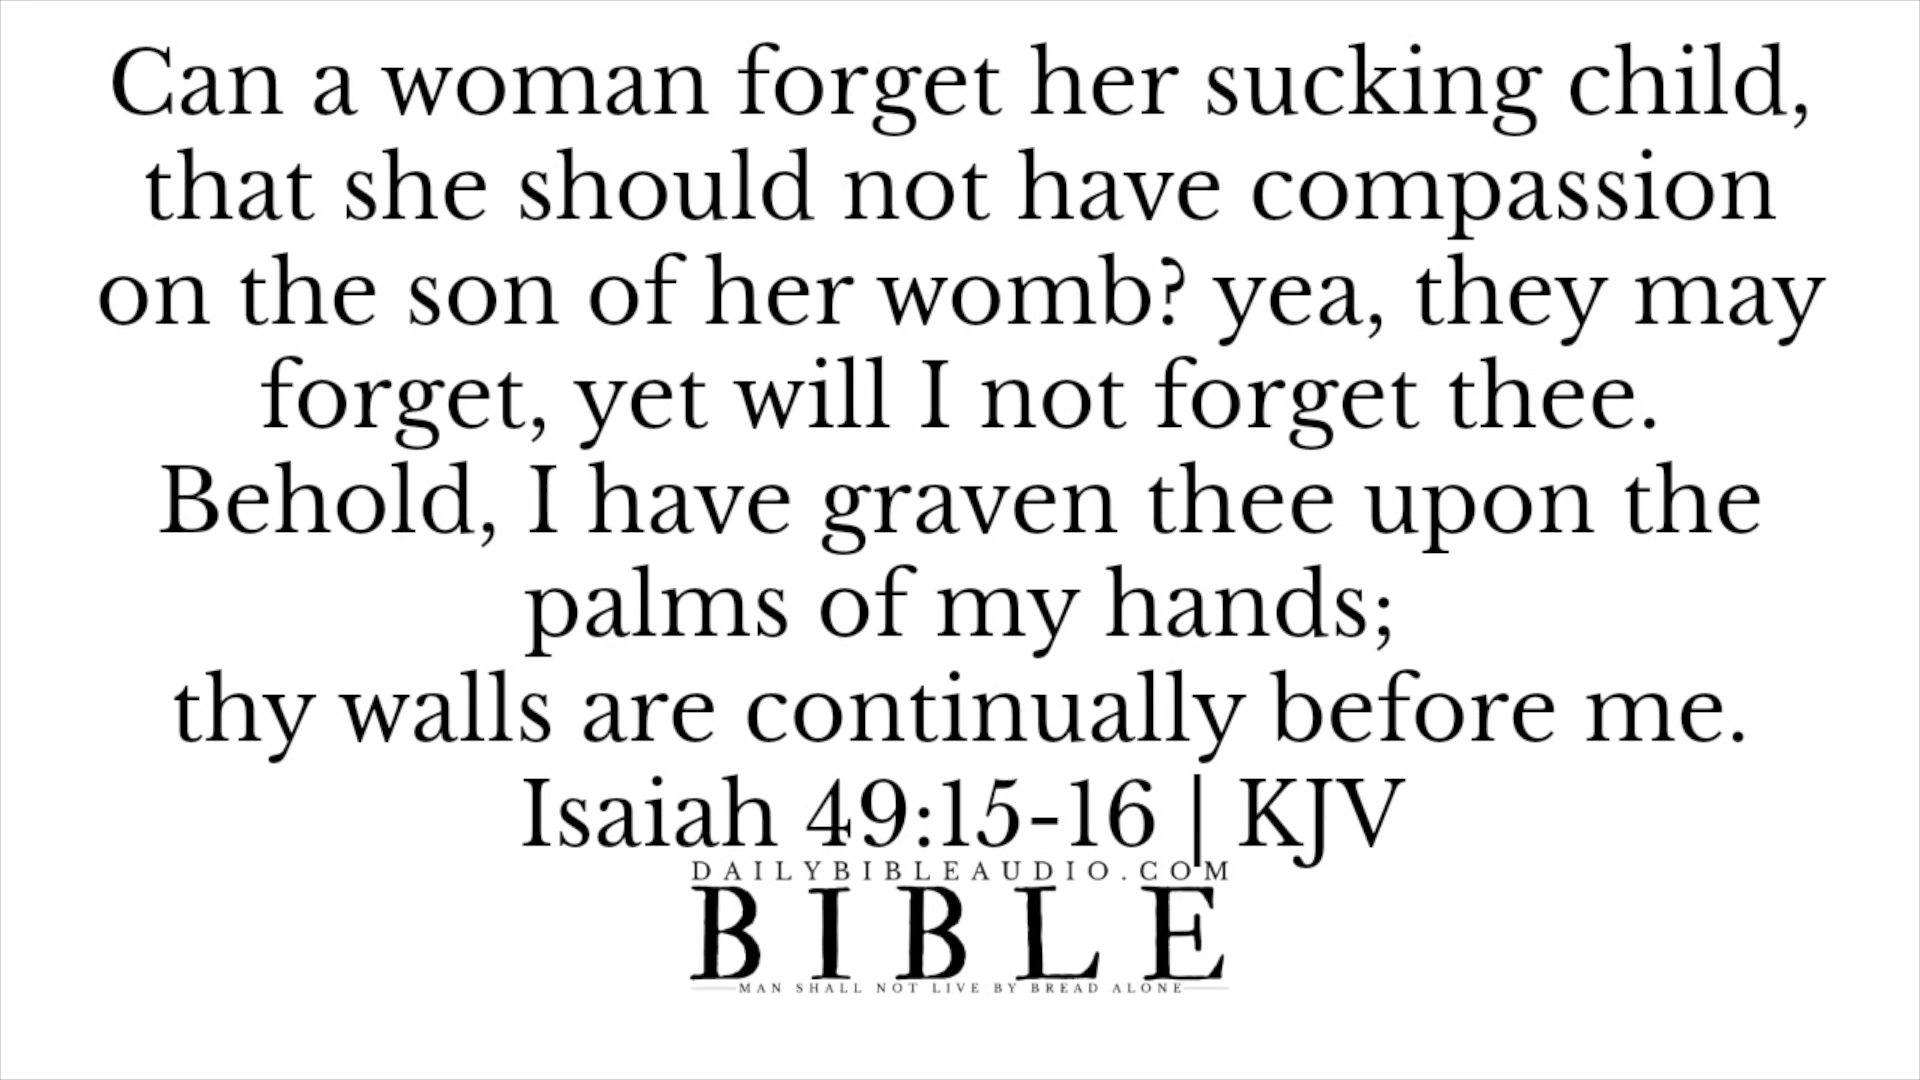 Can a woman forget her sucking child,
that she should not have compassion
on the son of her womb? yea, they may
forget, yet will I not forget thee.
Behold, I have graven thee upon the
palms of my hands;
thy walls are continually before me.
Isaiah 49:15-16 | KJV
DAILYBIBLEAUDIO.COM
BIBLE
MAN SHALL NOT LIVE BY BREAD ALONE